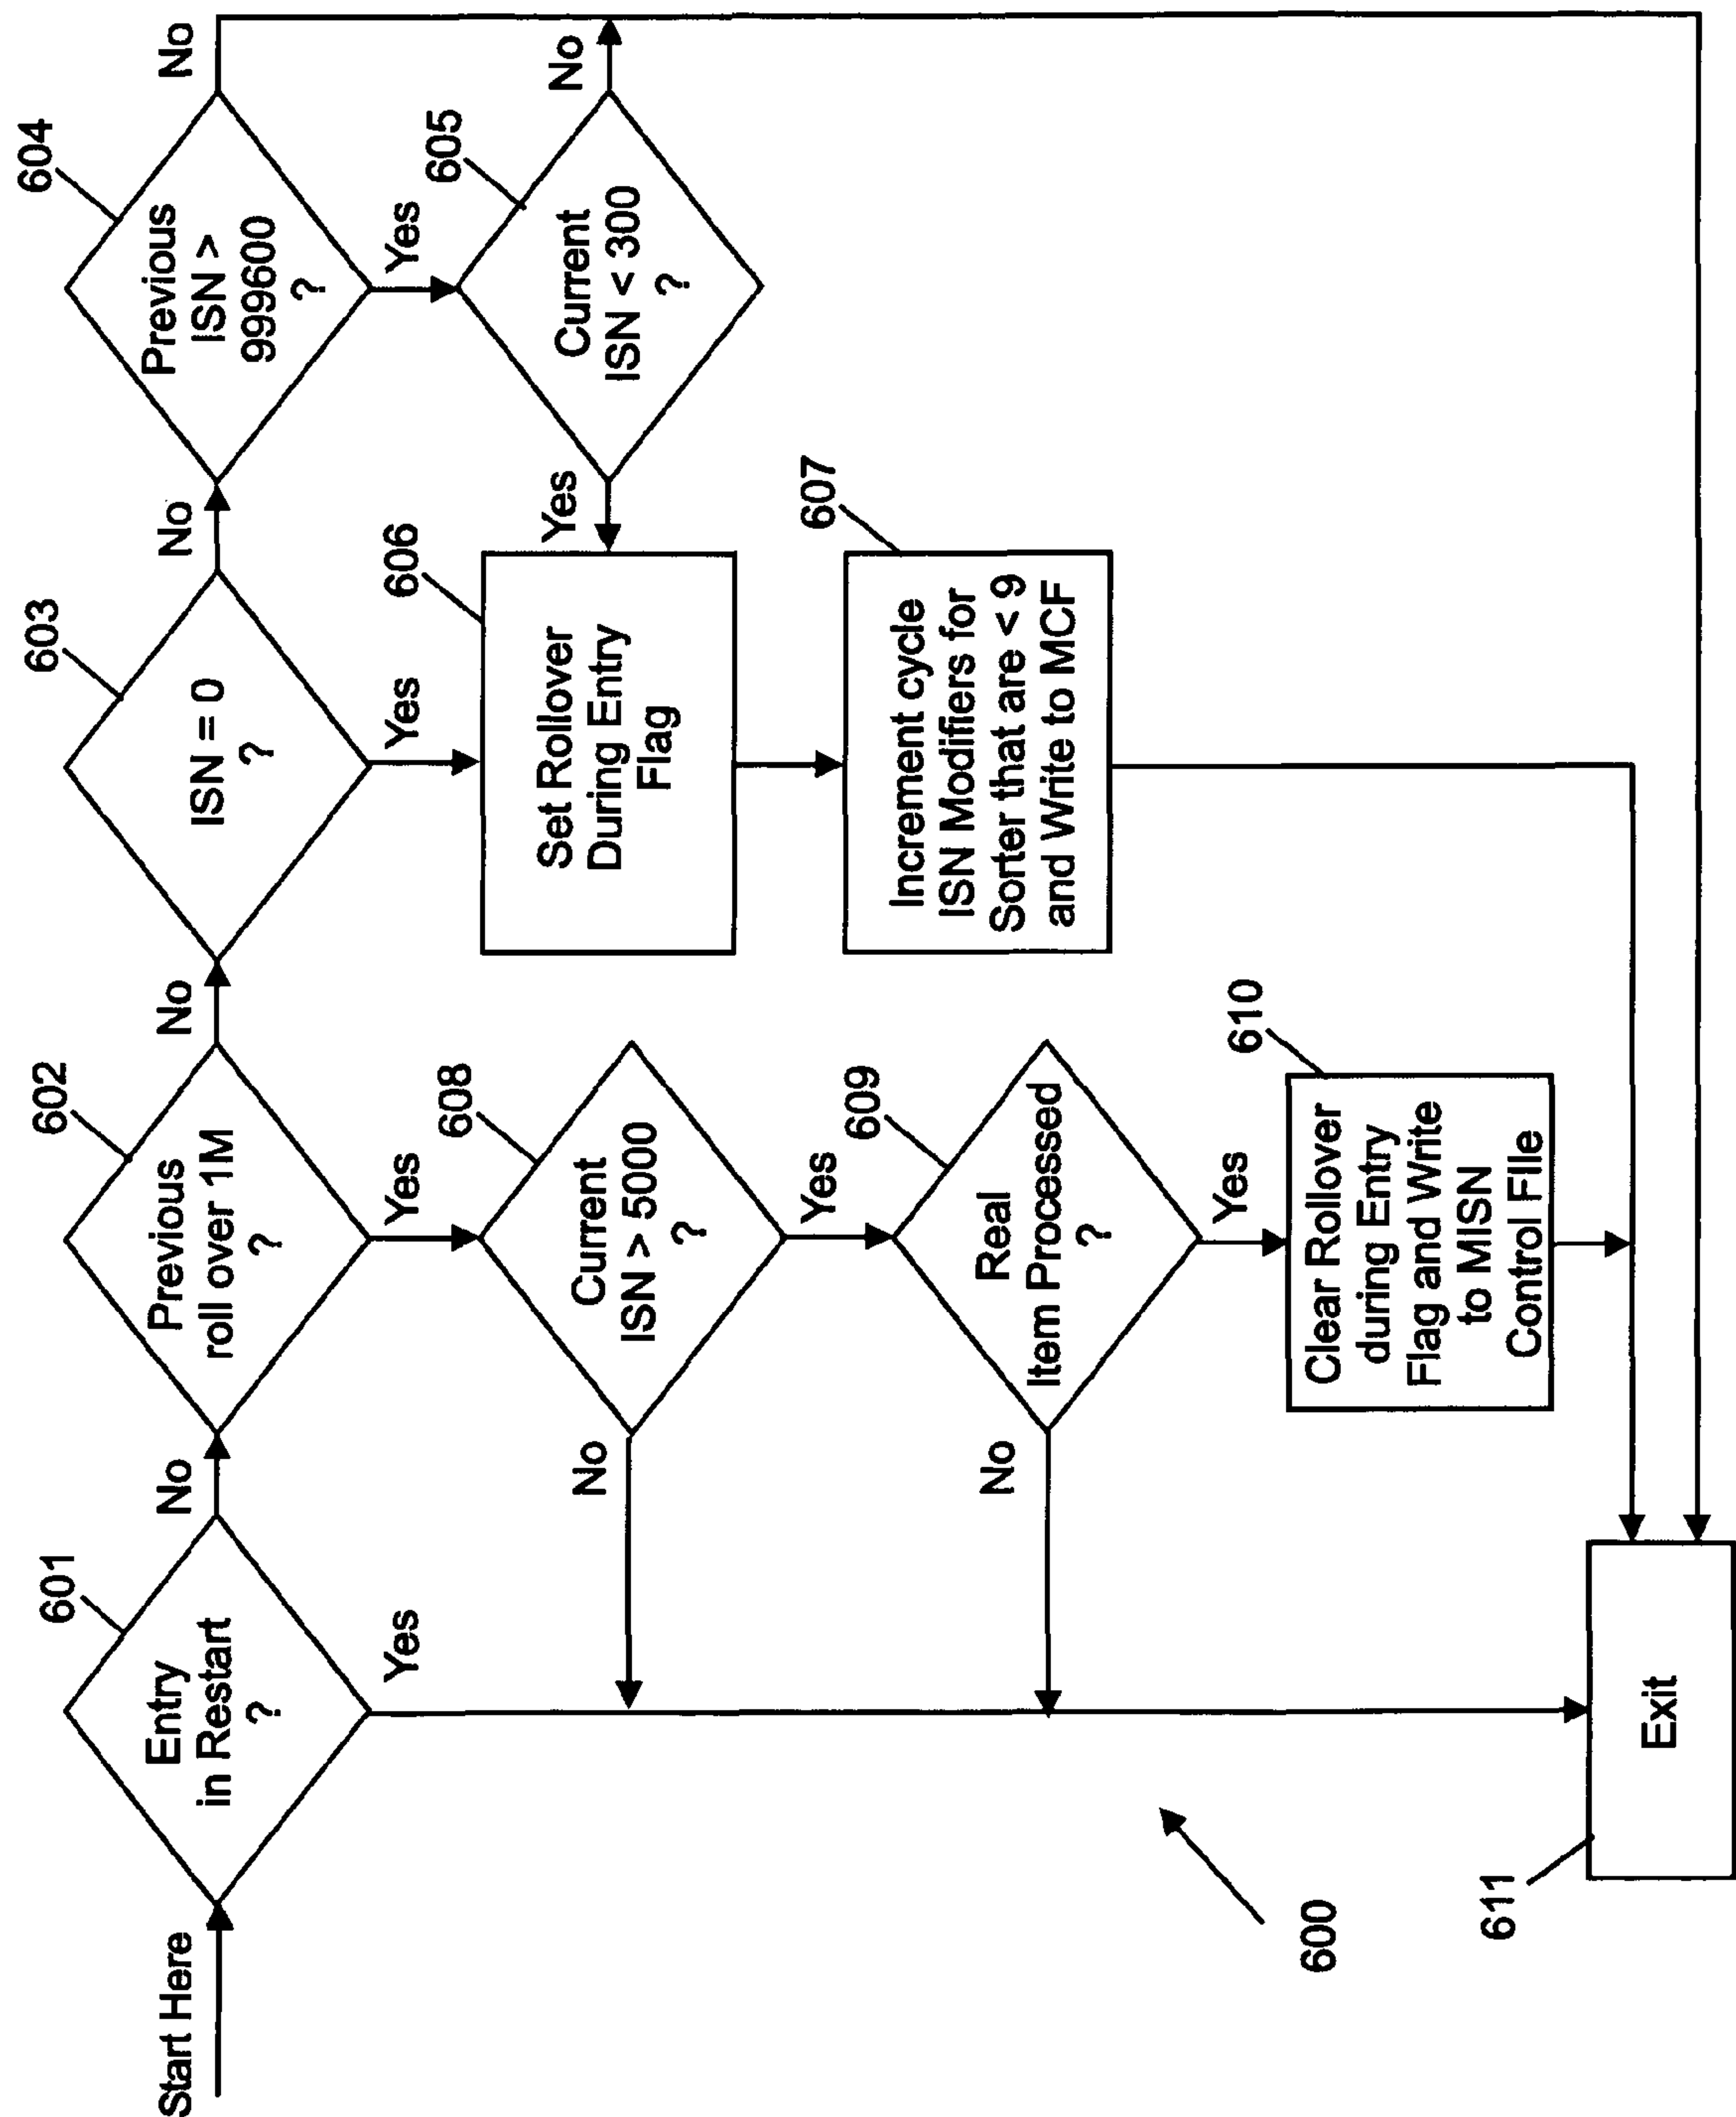 Start Here
601
Entry
in Restart
?
No
Yes
602
Previous
roll over 1M
?
No
Yes
603
ISN = 0
?
No
Yes
604
Previous
ISN >
999600
?
No
Yes
605
Current
ISN < 300
?
No
Yes
606
Set Rollover
During Entry
Flag
607
Increment cycle
ISN Modifiers for
Sorter that are < 9
and Write to MCF
608
Current
ISN > 5000
?
No
Yes
609
Real
Item Processed
?
No
Yes
610
Clear Rollover
during Entry
Flag and Write
to MISN
Control File
600
611
Exit